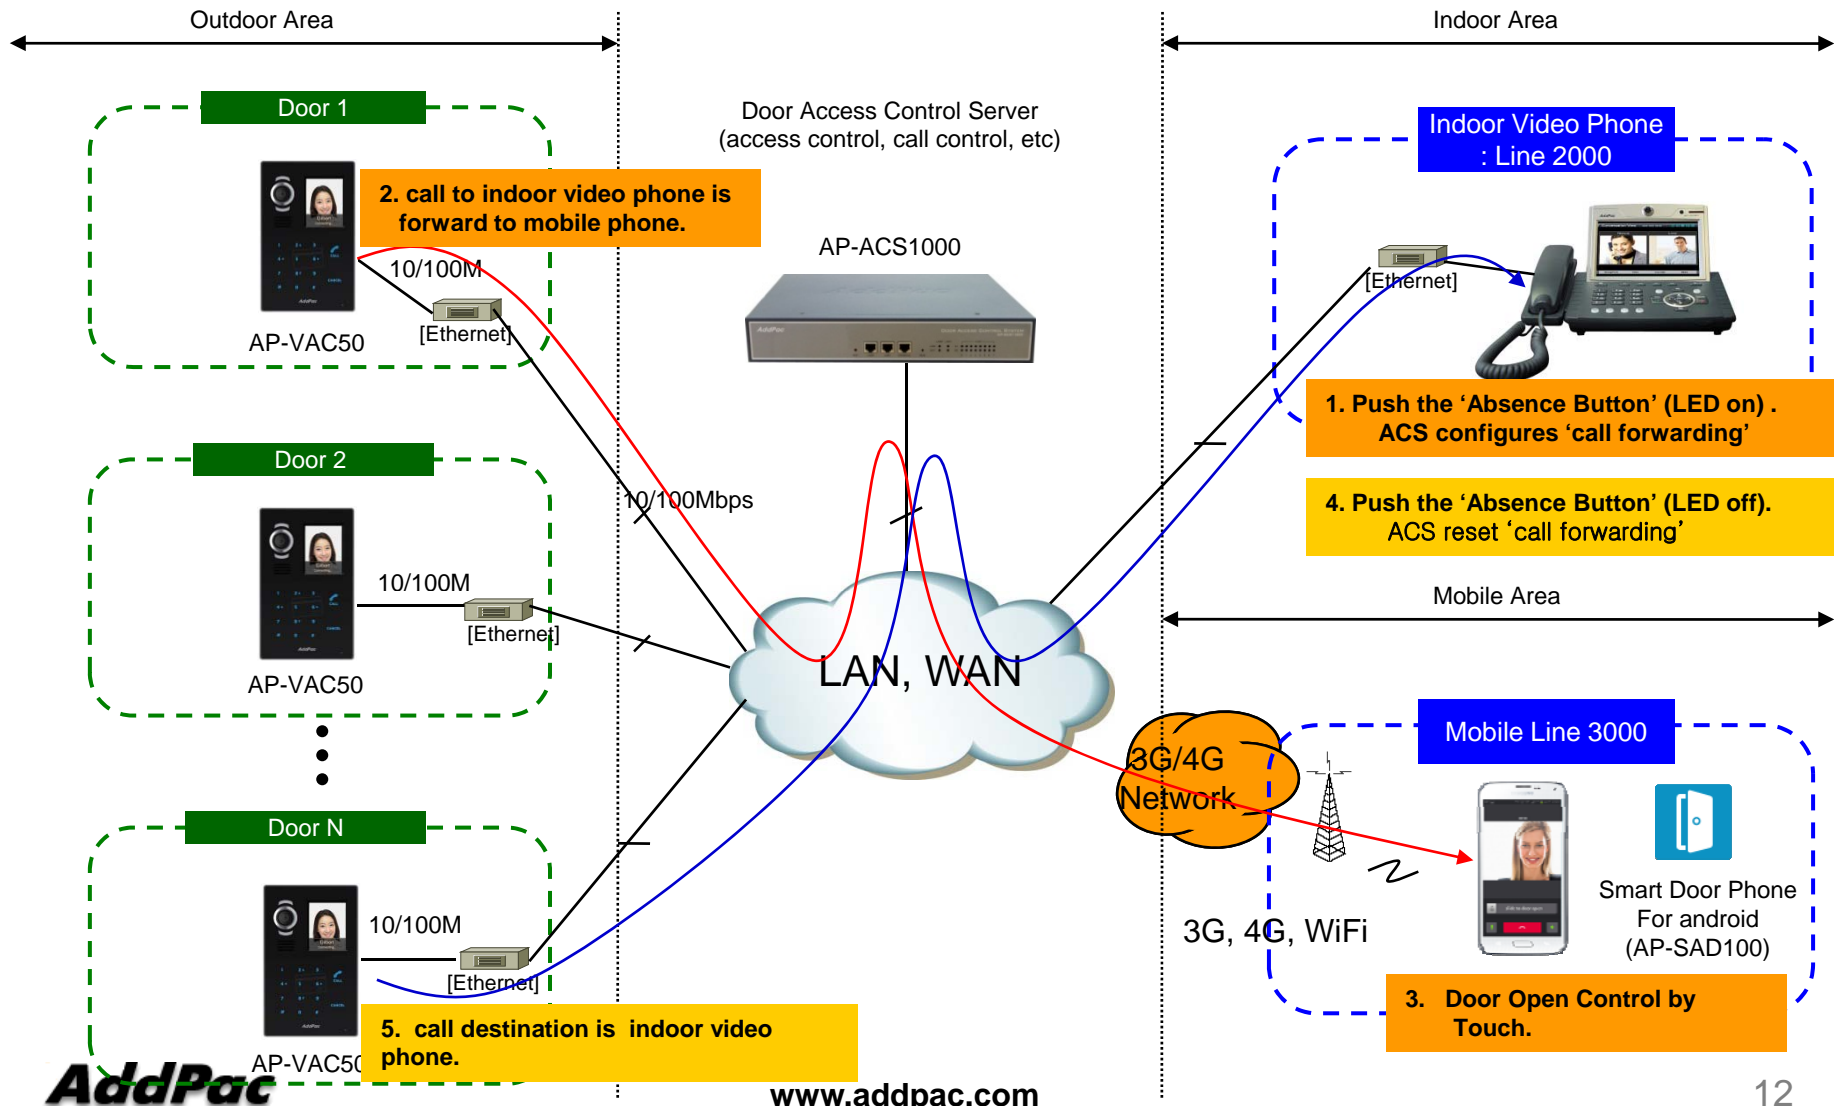 Outdoor Area
Indoor Area
Door 1
Door Access Control Server
(access control, call control, etc)
Indoor Video Phone
: Line 2000
2. call to indoor video phone is
forward to mobile phone.
AP-ACS1000
10/100M
[Ethernet]
[Ethernet]
AddPac
AP-VAC50
1. Push the ‘Absence Button’ (LED on) .
ACS configures ‘call forwarding’
Door 2
10/100Mbps
4. Push the ‘Absence Button’ (LED off).
ACS reset ‘call forwarding’
10/100M
[Ethernet]
AddPac
AP-VAC50
Mobile Area
LAN, WAN
Mobile Line 3000
3G/4G
Network
Door N
10/100M
[Ethernet]
AddPac
3G, 4G, WiFi
Smart Door Phone
For android
(AP-SAD100)
3. Door Open Control by
Touch.
5. call destination is indoor video
phone.
AP-VAC50
AddPac
www.addpac.com
12